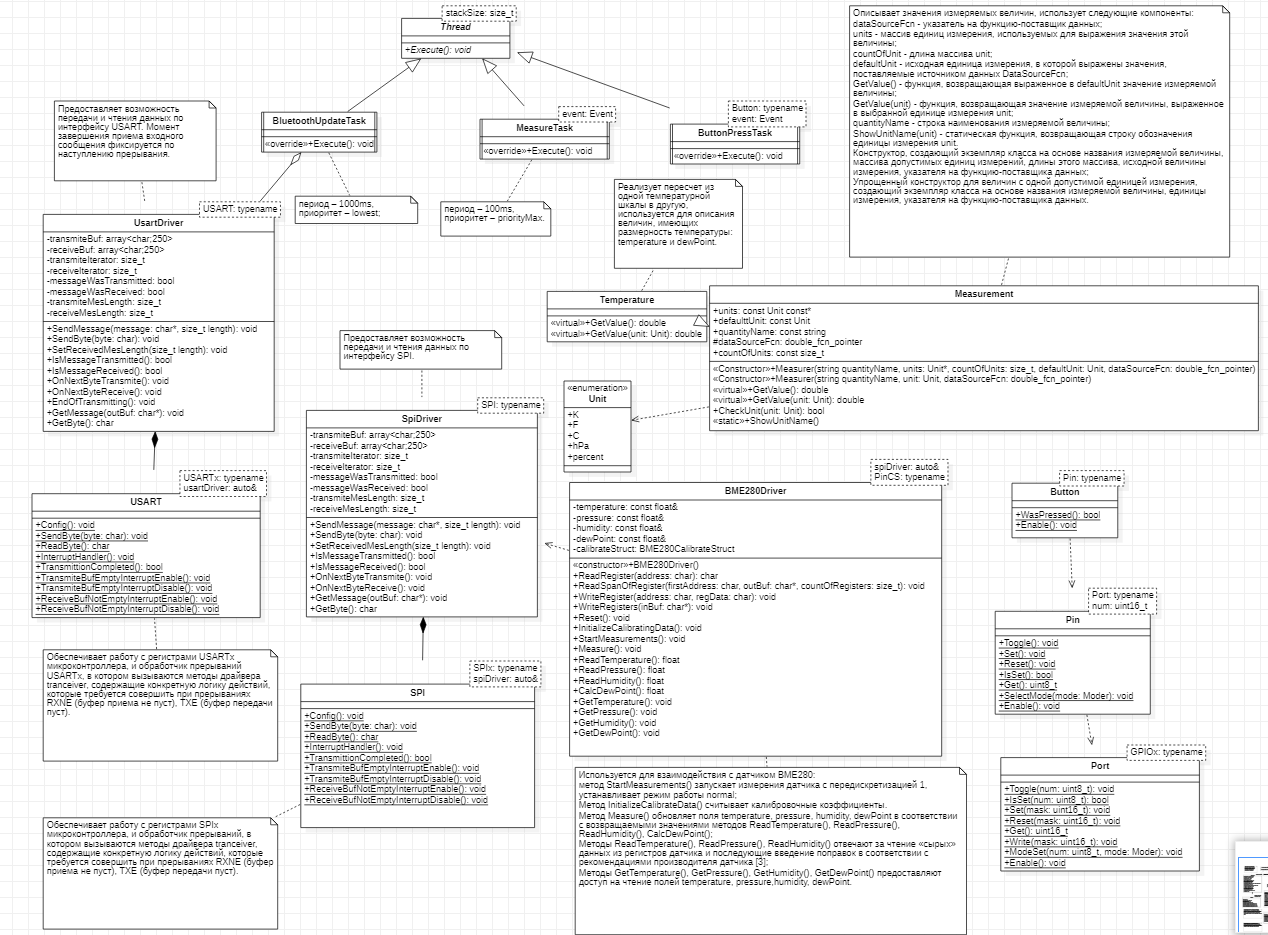 stackSize: size_t
Thread
+Execute(): void
Предоставляет возможность
передачи и чтения данных по
интерфейсу USART. Момент
завершения приема входного
сообщения фиксируется по
наступлению прерывания.
BluetoothUpdateTask
«override»+Execute(): void
event: Event
MeasureTask
«override»+Execute(): void
Button: typename
event: Event
ButtonPressTask
«override»+Execute(): void
Описывает значения измеряемых величин, использует следующие компоненты:
dataSourceFcn - указатель на функцию-поставщик данных;
units - массив единиц измерения, используемых для выражения значения этой
величины;
countOfUnit - длина массива unit;
defaultUnit - исходная единица измерения, в которой выражены значения,
поставляемые источником данных DataSourceFcn;
GetValue() - функция, возвращающая выраженное в defaultUnit значение измеряемой
величины;
GetValue(unit) - функция, возвращающая значение измеряемой величины, выраженное
в выбранной единице измерения unit;
quantityName - строка наименования измеряемой величины;
ShowUnitName(unit) - статическая функция, возвращающая строку обозначения
единицы измерения unit.
Конструктор, создающий экземпляр класса на основе названия измеряемой величины,
массива допустимых единиц измерений, длины этого массива, исходной величины
измерения, указателя на функцию-поставщик данных;
Упрощенный конструктор для величин с одной допустимой единицей измерения,
создающий экземпляр класса на основе названия измеряемой величины, единицы
измерения, указателя на функцию-поставщик данных.
период – 1000ms,
приоритет – lowest;
период – 100ms,
приоритет – priorityMax.
Реализует пересчет из
одной температурной
шкалы в другую,
используется для описания
величин, имеющих
размерность температуры:
temperature и dewPoint.
USART: typename
UsartDriver
-transmiteBuf: array<char;250>
-receiveBuf: array<char;250>
-transmiteIterator: size_t
-receiveIterator: size_t
-messageWasTransmitted: bool
-messageWasReceived: bool
-transmiteMesLength: size_t
-receiveMesLength: size_t
+SendMessage(message: char*, size_t length): void
+SendByte(byte: char): void
+SetReceivedMesLength(size_t length): void
+IsMessageTransmitted(): bool
+IsMessageReceived(): bool
+OnNextByteTransmite(): void
+OnNextByteReceive(): void
+EndOfTransmitting(): void
+GetMessage(outBuf: char*): void
+GetByte(): char
Temperature
«virtual»+GetValue(): double
«virtual»+GetValue(unit: Unit): double
Measurement
+units: const Unit const*
+defaulttUnit: const Unit
+quantityName: const string
#dataSourceFcn: double_fcn_pointer
+countOfUnits: const size_t
«Constructor»+Measurer(string quantityName, units: Unit*, countOfUnits: size_t, defaultUnit: Unit, dataSourceFcn: double_fcn_pointer)
«Constructor»+Measurer(string quantityName, unit: Unit, dataSourceFcn: double_fcn_pointer)
«virtual»+GetValue(): double
«virtual»+GetValue(unit: Unit): double
+CheckUnit(unit: Unit): bool
«static»+ShowUnitName()
Предоставляет возможность
передачи и чтения данных по
интерфейсу SPI.
«enumeration»
Unit
+K
+F
+C
+hPa
+percent
SPI: typename
SpiDriver
-transmiteBuf: array<char;250>
-receiveBuf: array<char;250>
-transmiteIterator: size_t
-receiveIterator: size_t
-messageWasTransmitted: bool
-messageWasReceived: bool
-transmiteMesLength: size_t
-receiveMesLength: size_t
+SendMessage(message: char*, size_t length): void
+SendByte(byte: char): void
+SetReceivedMesLength(size_t length): void
+IsMessageTransmitted(): bool
+IsMessageReceived(): bool
+OnNextByteTransmite(): void
+OnNextByteReceive(): void
+GetMessage(outBuf: char*): void
+GetByte(): char
USARTx: typename
usartDriver: auto&
USART
+Config(): void
+SendByte(byte: char): void
+ReadByte(): char
+InterruptHandler(): void
+TransmittionCompleted(): bool
+TransmiteBufEmptyInterruptEnable(): void
+TransmiteBufEmptyInterruptDisable(): void
+ReceiveBufNotEmptyInterruptEnable(): void
+ReceiveBufNotEmptyInterruptDisable(): void
spiDriver: auto&
PinCS: typename
BME280Driver
-temperature: const float&
-pressure: const float&
-humidity: const float&
-dewPoint: const float&
-calibrateStruct: BME280CalibrateStruct
«constructor»+BME280Driver()
+ReadRegister(address: char): char
+ReadSpanOfRegister(firstAddress: char, outBuf: char*, countOfRegisters: size_t): void
+WriteRegister(address: char, regData: char): void
+WriteRegisters(inBuf: char*): void
+Reset(): void
+InitializeCalibratingData(): void
+StartMeasurements(): void
+Measure(): void
+ReadTemperature(): float
+ReadPressure(): float
+ReadHumidity(): float
+CalcDewPoint(): float
+GetTemperature(): void
+GetPressure(): void
+GetHumidity(): void
+GetDewPoint(): void
Pin: typename
Button
+WasPressed(): bool
+Enable(): void
Port: typename
num: uint16_t
Pin
+Toggle(): void
+Set(): void
+Reset(): void
+IsSet(): bool
+Get(): uint8_t
+SelectMode(mode: Moder): void
+Enable(): void
Обеспечивает работу с регистрами USARTx
микроконтроллера, и обработчик прерываний
USARTx, в котором вызываются методы драйвера
tranceiver, содержащие конкретную логику действий,
которые требуется совершить при прерываниях
RXNE (буфер приема не пуст), TXE (буфер передачи
пуст).
SPIx: typename
spiDriver: auto&
SPI
+Config(): void
+SendByte(byte: char): void
+ReadByte(): char
+InterruptHandler(): void
+TransmittionCompleted(): bool
+TransmiteBufEmptyInterruptEnable(): void
+TransmiteBufEmptyInterruptDisable(): void
+ReceiveBufNotEmptyInterruptEnable(): void
+ReceiveBufNotEmptyInterruptDisable(): void
GPIOx: typename
Port
+Toggle(num: uint8_t): void
+IsSet(num: uint8_t): bool
+Set(mask: uint16_t): void
+Reset(mask: uint16_t): void
+Get(): uint16_t
+Write(mask: uint16_t): void
+ModeSet(num: uint8_t, mode: Moder): void
+Enable(): void
Обеспечивает работу с регистрами SPIx
микроконтроллера, и обработчик прерываний, в
котором вызываются методы драйвера tranceiver,
содержащие конкретную логику действий, которые
требуется совершить при прерываниях RXNE (буфер
приема не пуст), TXE (буфер передачи пуст).
Используется для взаимодействия с датчиком BME280:
метод StartMeasurements() запускает измерения датчика с передискретизацией 1,
устанавливает режим работы normal;
Метод InitializeCalibrateData() считывает калибровочные коэффициенты.
Метод Measure() обновляет поля temperature, pressure, humidity, dewPoint в соответствии
с возвращаемыми значениями методов ReadTemperature(), ReadPressure(),
ReadHumidity(), CalcDewPoint();
Методы ReadTemperature(), ReadPressure(), ReadHumidity() отвечают за чтение «сырых»
данных из регистров датчика и последующие введение поправок в соответствии с
рекомендациями производителя датчика [3];
Методы GetTemperature(), GetPressure(), GetHumidity(), GetDewPoint() предоставляют
доступ на чтение полей temperature, pressure,humidity, dewPoint.